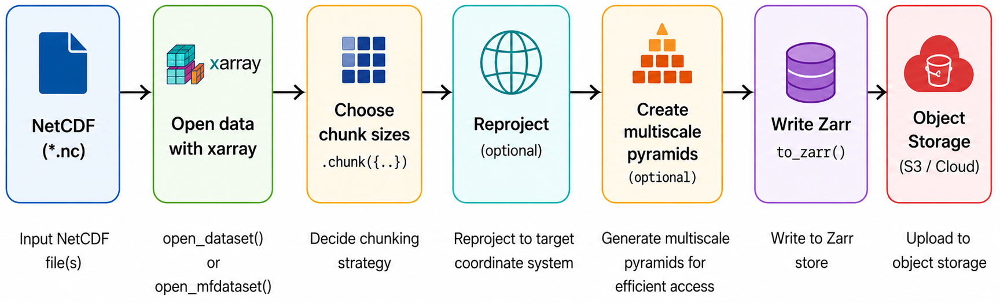 NetCDF
(*.nc)
xarray
Open data
with xarray
Choose
chunk sizes
.chunk({..})
Reproject
(optional)
Create
multiscale
pyramids
(optional)
Write Zarr
to_zarr()
Object
Storage
(S3 / Cloud)
Input NetCDF
file(s)
open_dataset()
or
open_mfdataset()
Decide chunking
strategy
Reproject to target
coordinate system
Generate multiscale
pyramids for
efficient access
Write to Zarr
store
Upload to
object storage